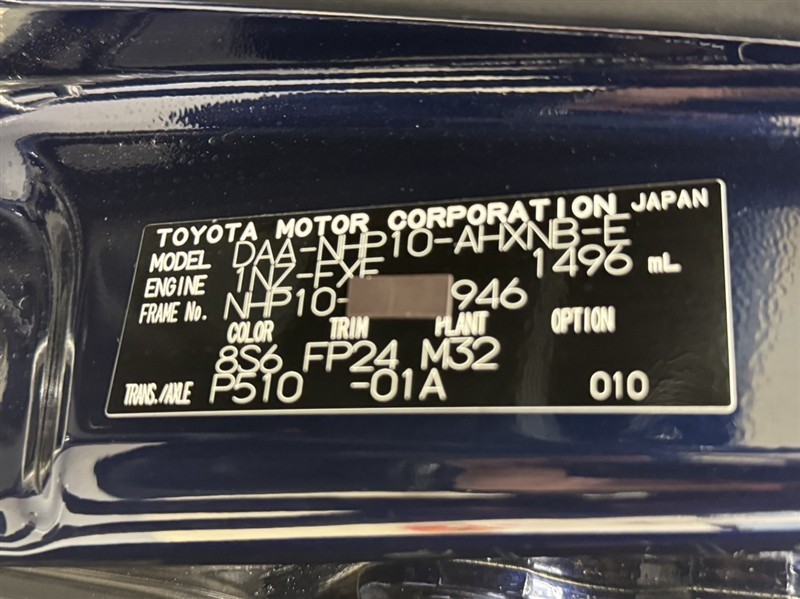 TOYOTA MOTOR CORPORATION JAPAN
MODEL DAA-NHP10-AHXNB-E
ENGINE 1NZ-FXE 1496 mL
FRAME No. NHP10- 946
COLOR TRIM PLANT OPTION
8S6 FP24 M32
TRANS./AXLE P510 -01A 010